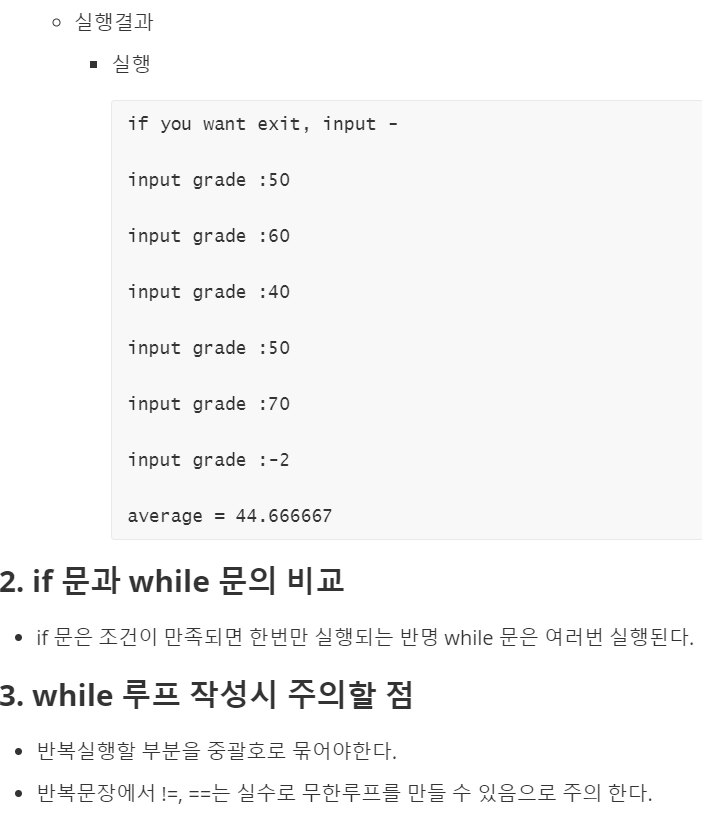 실행결과
실행
if you want exit, input -
input grade :50
input grade :60
input grade :40
input grade :50
input grade :70
input grade :-2
average = 44.666667
2. if 문과 while 문의 비교
if 문은 조건이 만족되면 한번만 실행되는 반명 while 문은 여러번 실행된다.
3. while 루프 작성시 주의할 점
반복실행할 부분을 중괄호로 묶어야한다.
반복문장에서 !=, ==는 실수로 무한루프를 만들 수 있음으로 주의 한다.